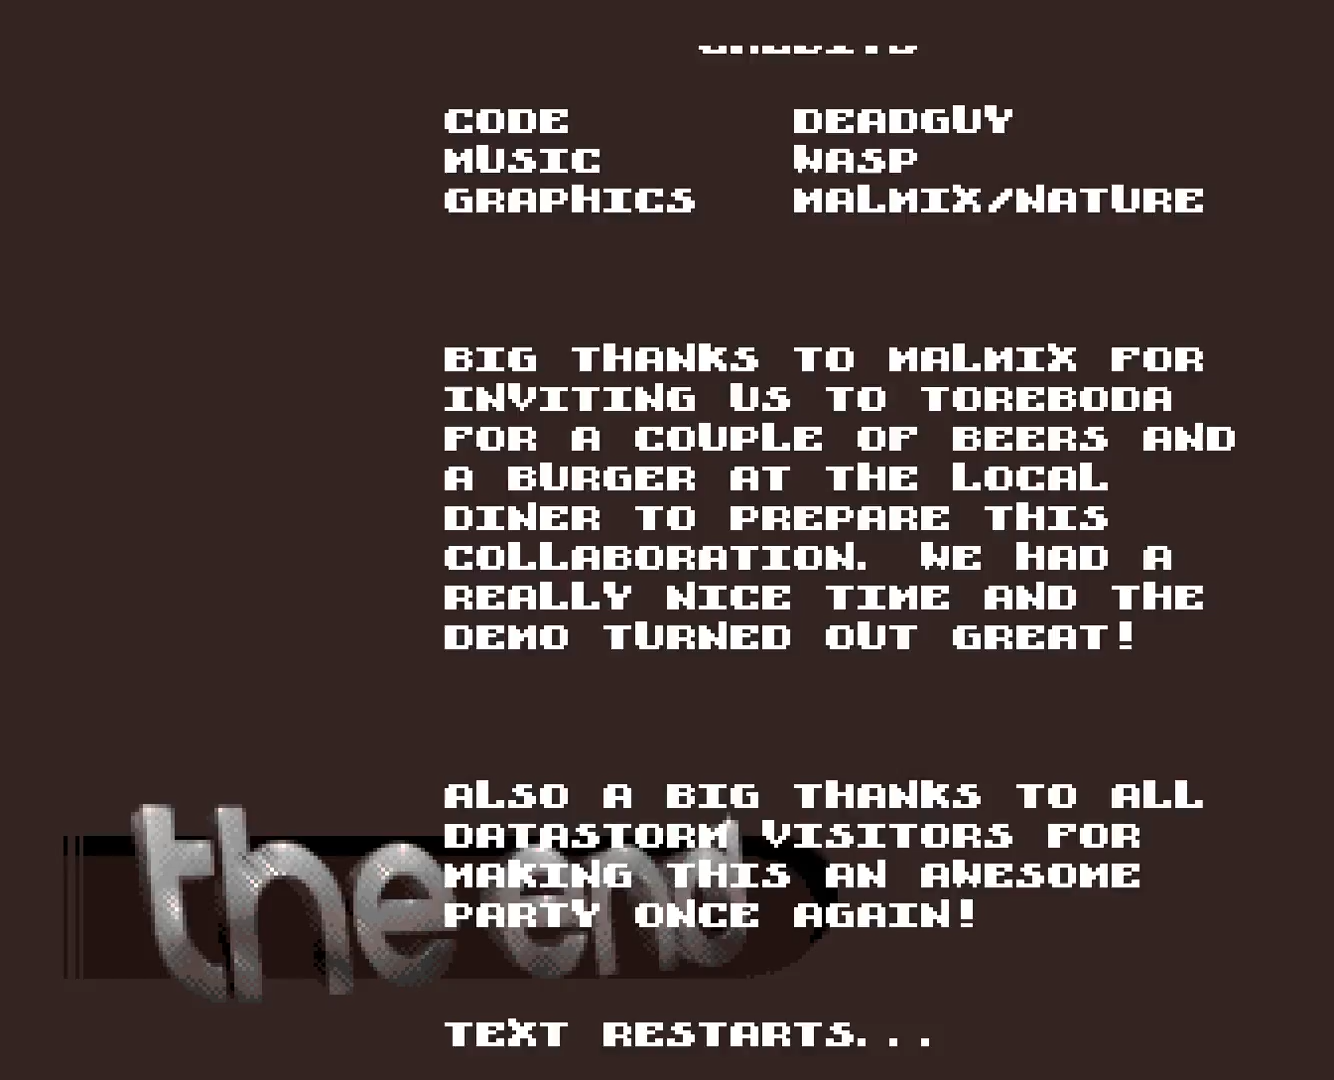 CREDITS
CODE DEADGUY
MUSIC WASP
GRAPHICS MALMIX/NATURE
BIG THANKS TO MALMIX FOR
INVITING US TO TOREBODA
FOR A COUPLE OF BEERS AND
A BURGER AT THE LOCAL
DINER TO PREPARE THIS
COLLABORATION. WE HAD A
REALLY NICE TIME AND THE
DEMO TURNED OUT GREAT!
ALSO A BIG THANKS TO ALL
DATASTORM VISITORS FOR
MAKING THIS AN AWESOME
PARTY ONCE AGAIN!
the end
TEXT RESTARTS...